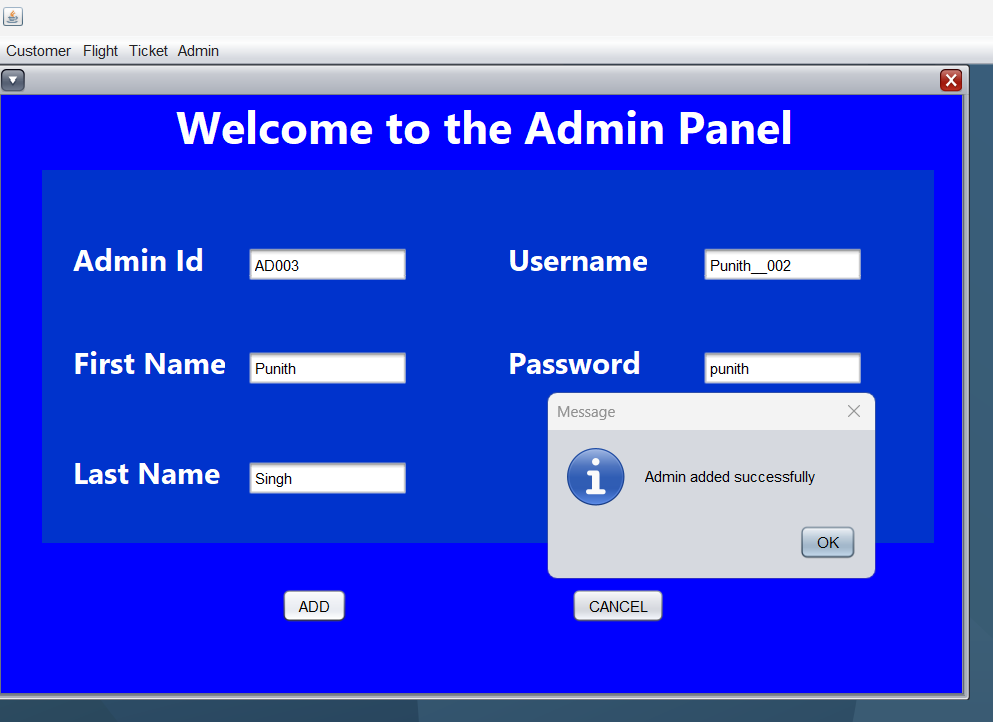 Customer Flight Ticket Admin
Welcome to the Admin Panel
Admin Id AD003 Username Punith__002
First Name Punith Password punith
Message
Admin added successfully
Last Name Singh
OK
ADD CANCEL